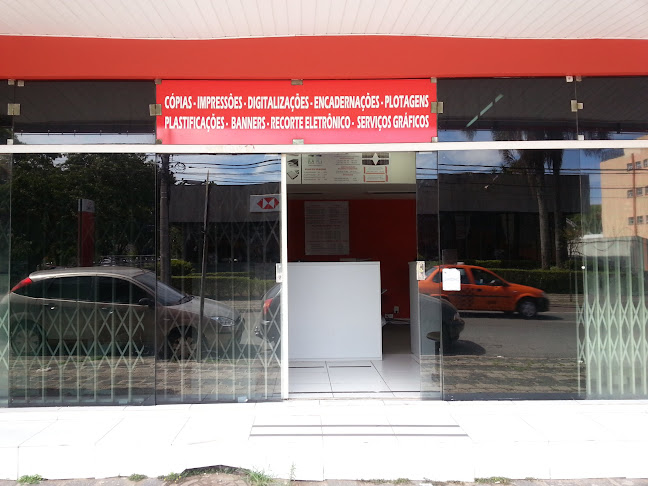 CÓPIAS - IMPRESSÕES - DIGITALIZAÇÕES - ENCADERNAÇÕES - PLOTAGENS
PLASTIFICAÇÕES - BANNERS - RECORTE ELETRÔNICO - SERVIÇOS GRÁFICOS